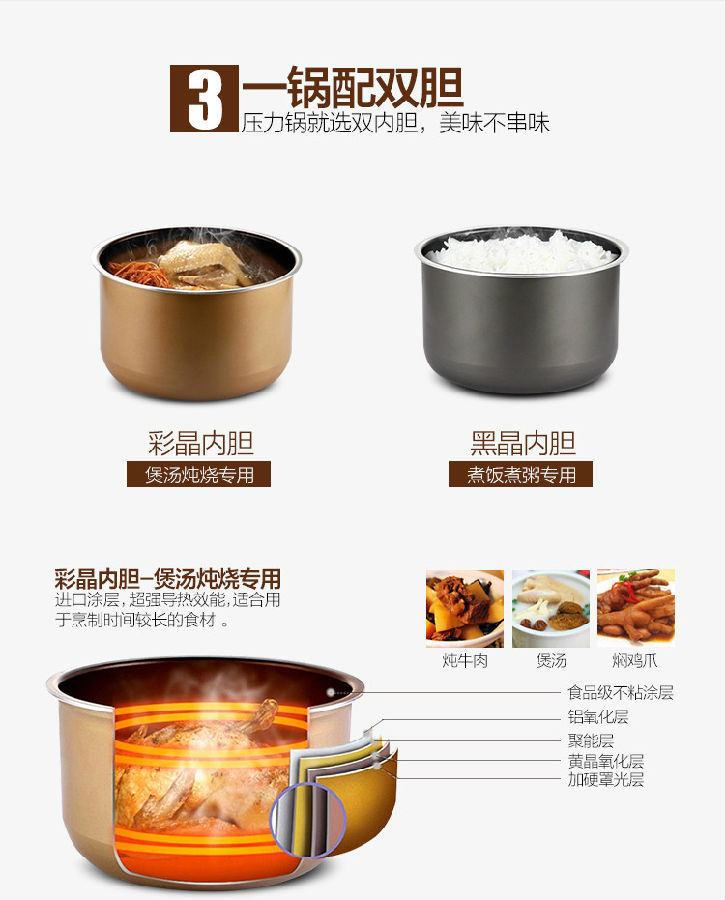 3 一锅配双胆
压力锅就选双内胆，美味不串味
彩晶内胆
煲汤炖烧专用
黑晶内胆
煮饭煮粥专用
彩晶内胆-煲汤炖烧专用
进口涂层,超强导热效能,适合用
于烹制时间较长的食材。
炖牛肉
煲汤
焖鸡爪
食品级不粘涂层
铝氧化层
聚能层
黄晶氧化层
加硬罩光层